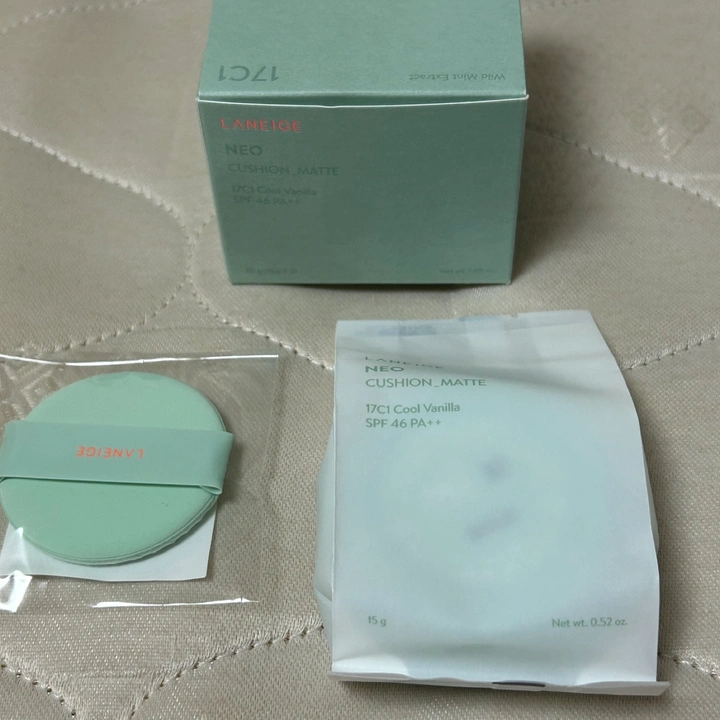 17C1
Wild Mint Extract
LANEIGE
NEO
CUSHION_MATTE
17C1 Cool Vanilla
SPF 46 PA++
LANEIGE
LANEIGE
NEO
CUSHION_MATTE
17C1 Cool Vanilla
SPF 46 PA++
15 g
Net wt. 0.52 oz.